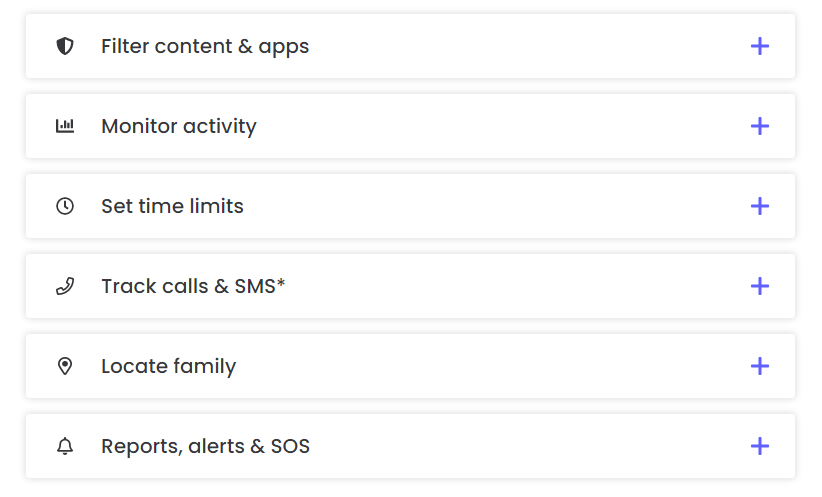 Filter content & apps
Monitor activity
Set time limits
Track calls & SMS*
Locate family
Reports, alerts & SOS